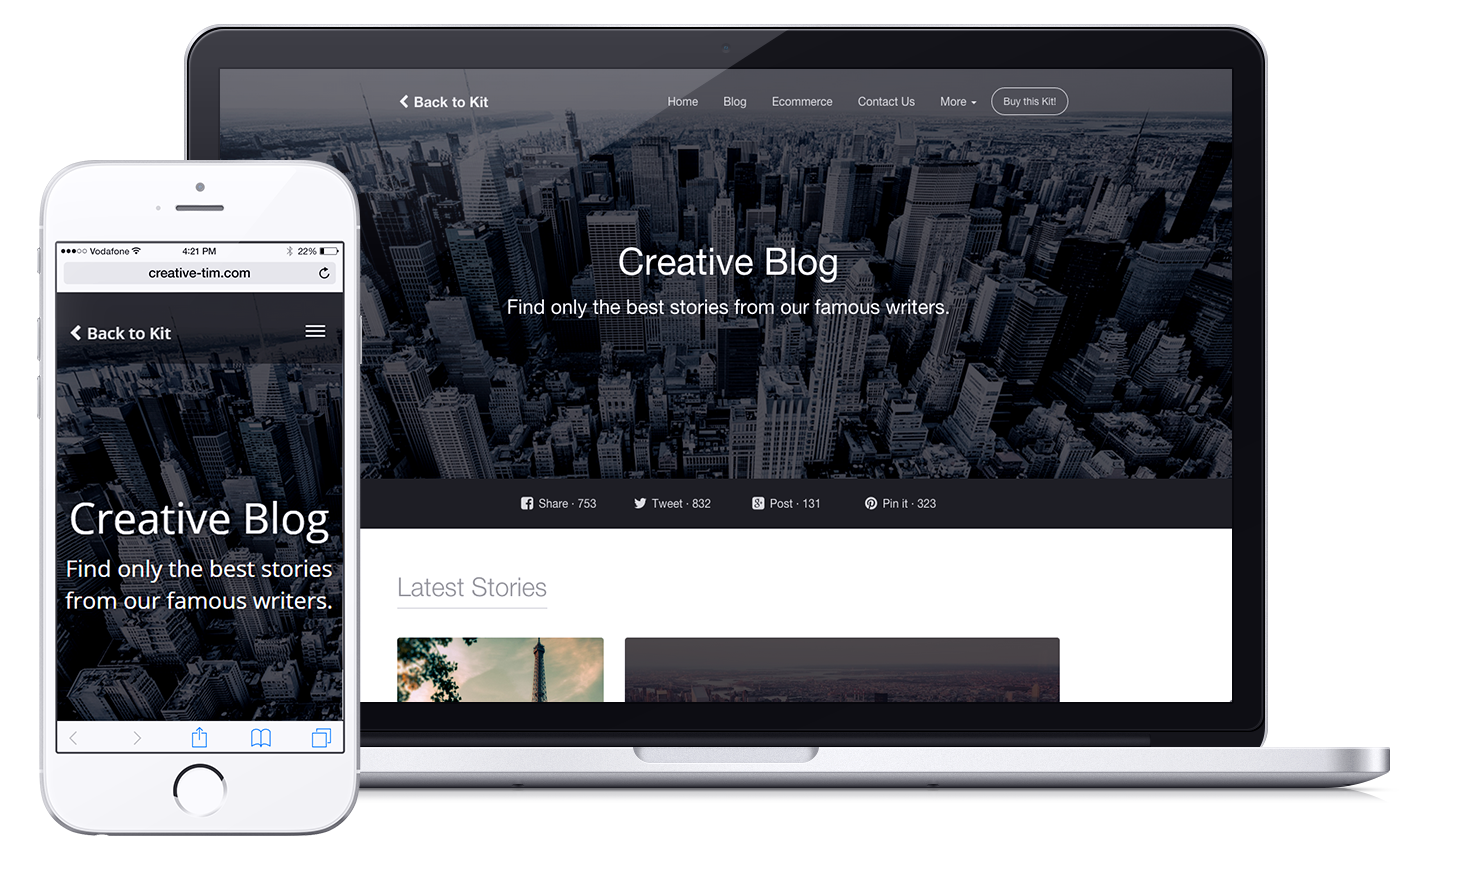 Back to Kit
Home Blog Ecommerce Contact Us More Buy this Kit!
Creative Blog
Find only the best stories from our famous writers.
Share · 753 Tweet · 832 Post · 131 Pin it · 323
Latest Stories
Vodafone 4:21 PM 22%
creative-tim.com
Back to Kit
Creative Blog
Find only the best stories
from our famous writers.